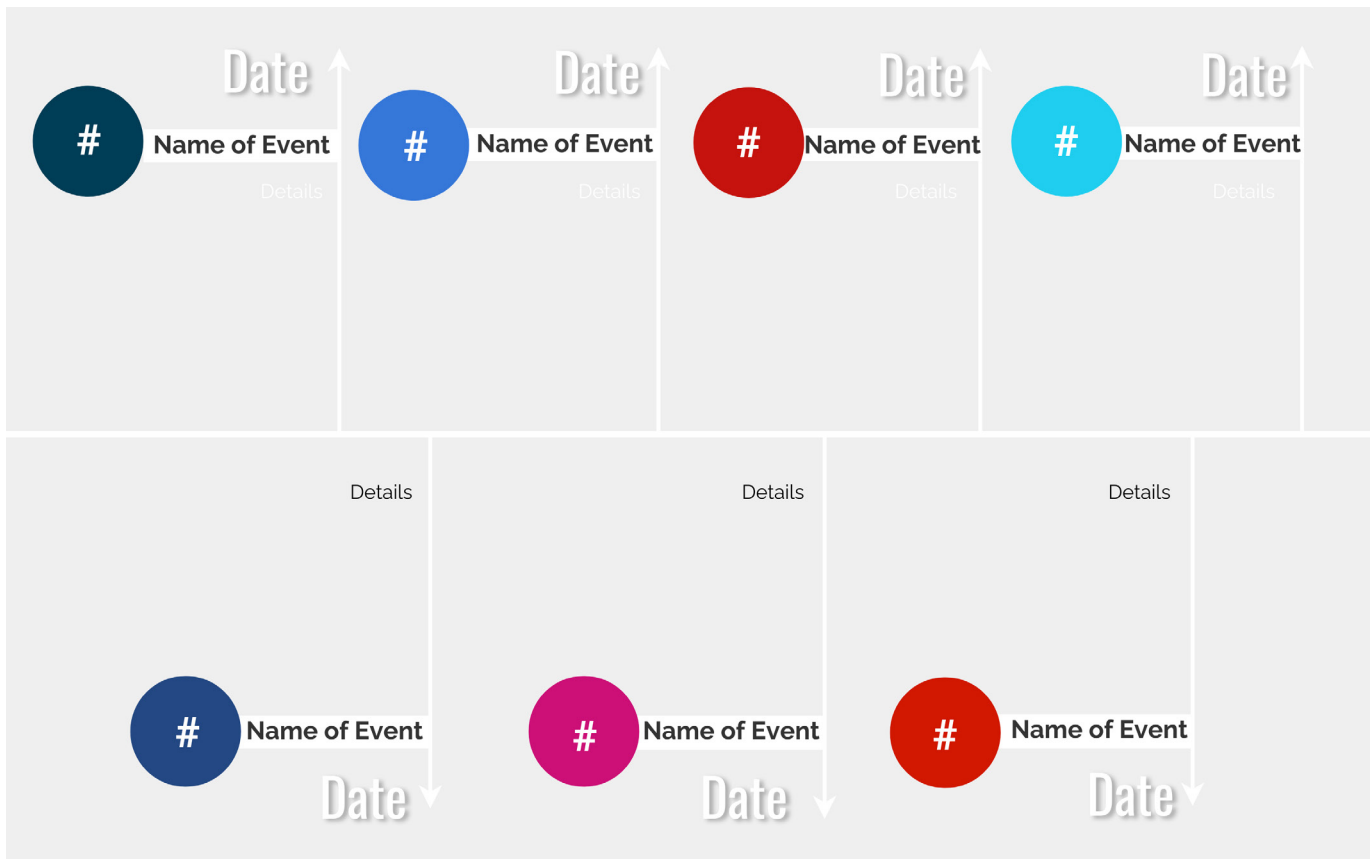 Date
# Name of Event
Details
Date
# Name of Event
Details
Date
# Name of Event
Details
Date
# Name of Event
Details
Details
# Name of Event
Date
Details
# Name of Event
Date
Details
# Name of Event
Date